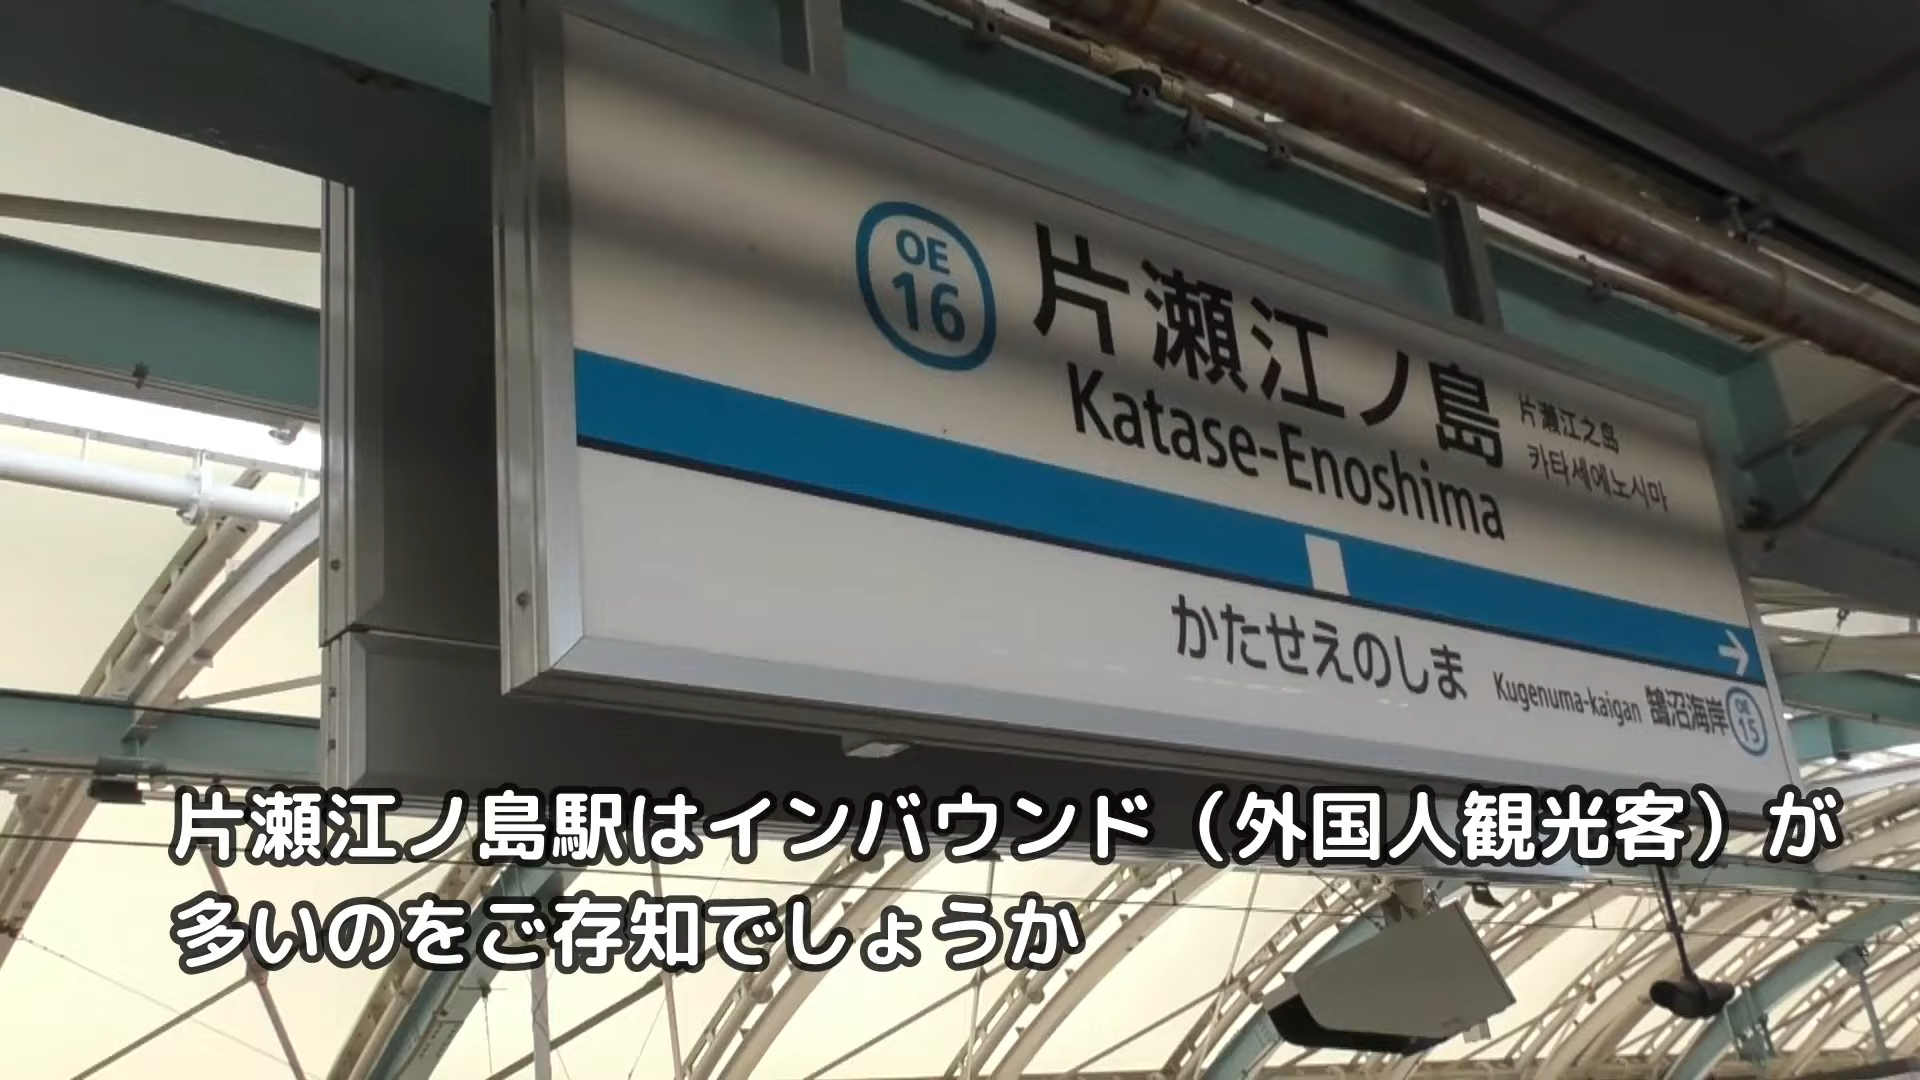 OE
16
片瀬江ノ島
Katase-Enoshima
片瀬江之岛
카타세에노시마
かたせえのしま
Kugenuma-kaigan 鵠沼海岸
OE
15
片瀬江ノ島駅はインバウンド（外国人観光客）が
多いのをご存知でしょうか